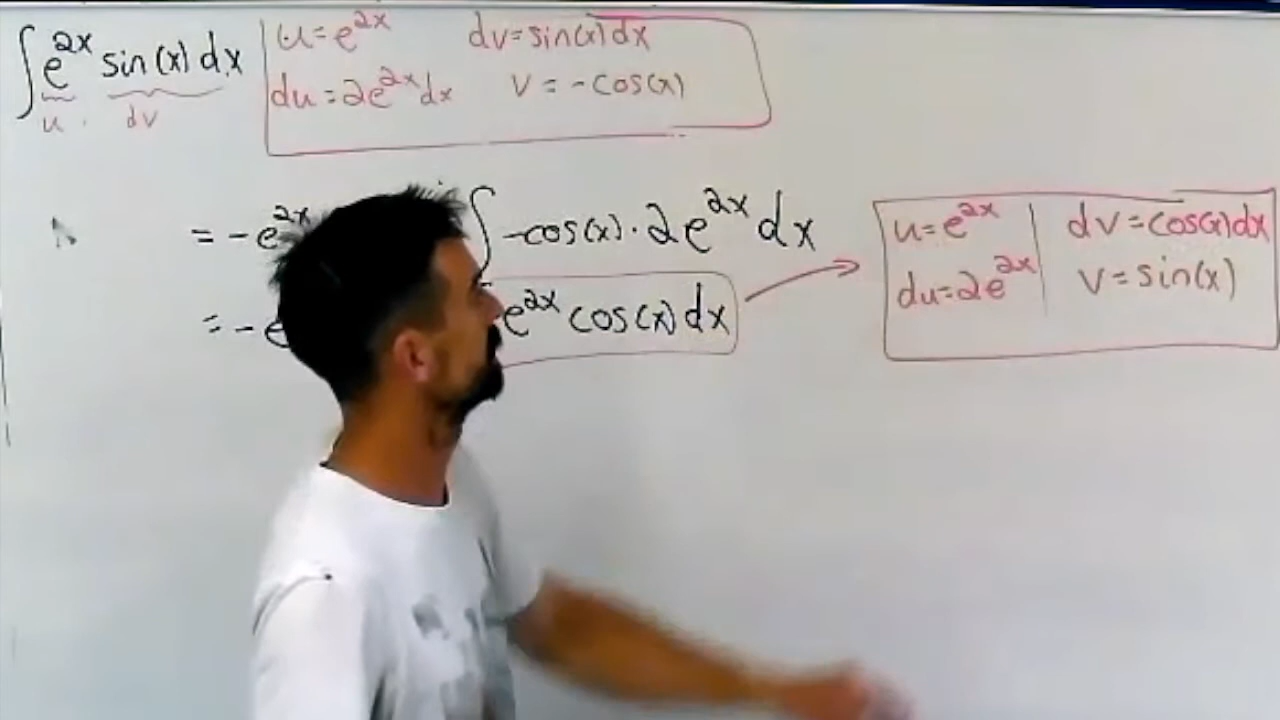 ∫ e^{2x} sin(x) dx
u dv
u = e^{2x} dv = sin(x) dx
du = 2e^{2x} dx v = -cos(x)
= -e^{2x} ∫ -cos(x) · 2e^{2x} dx
= -e e^{2x} cos(x) dx
u = e^{2x} dv = cos(x) dx
du = 2e^{2x} v = sin(x)